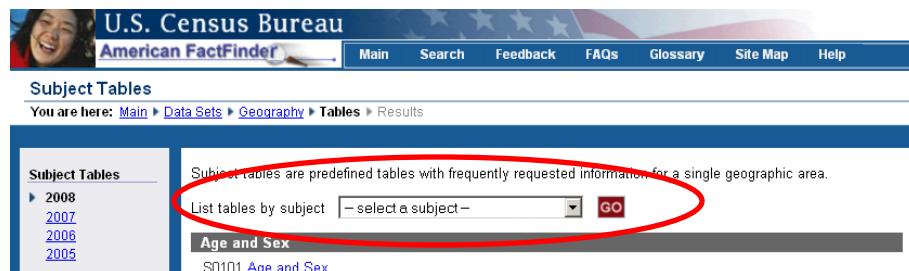 U.S. Census Bureau
American FactFinder
Main Search Feedback FAQs Glossary Site Map Help
Subject Tables
You are here: Main Data Sets Geography Tables Results
Subject Tables
2008
2007
2006
2005
Subject tables are predefined tables with frequently requested information for a single geographic area.
List tables by subject – select a subject – GO
Age and Sex
S0101 Age and Sex